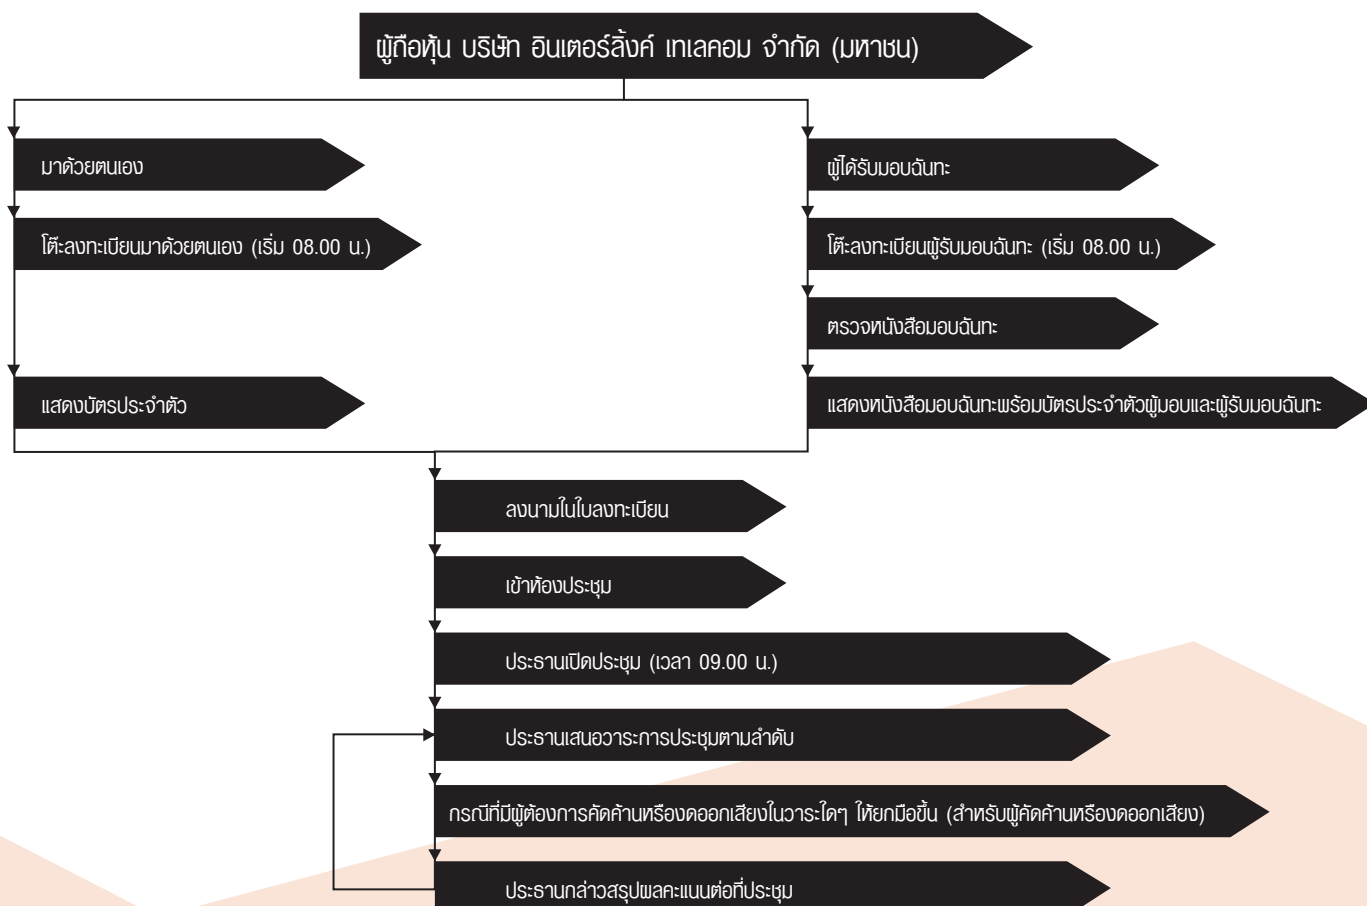 ผู้ถือหุ้น บริษัท อินเตอร์ลิ้งค์ เทเลคอม จำกัด (มหาชน)
มาด้วยตนเอง
ผู้ได้รับมอบฉันทะ
โต๊ะลงทะเบียนมาด้วยตนเอง (เริ่ม 08.00 น.)
โต๊ะลงทะเบียนผู้รับมอบฉันทะ (เริ่ม 08.00 น.)
ตรวจหนังสือมอบฉันทะ
แสดงบัตรประจำตัว
แสดงหนังสือมอบฉันทะพร้อมบัตรประจำตัวผู้มอบและผู้รับมอบฉันทะ
ลงนามในใบลงทะเบียน
เข้าห้องประชุม
ประธานเปิดประชุม (เวลา 09.00 น.)
ประธานเสนอวาระการประชุมตามลำดับ
กรณีที่มีผู้ต้องการคัดค้านหรืองดออกเสียงในวาระใดๆ ให้ยกมือขึ้น (สำหรับผู้คัดค้านหรืองดออกเสียง)
ประธานกล่าวสรุปผลคะแนนต่อที่ประชุม